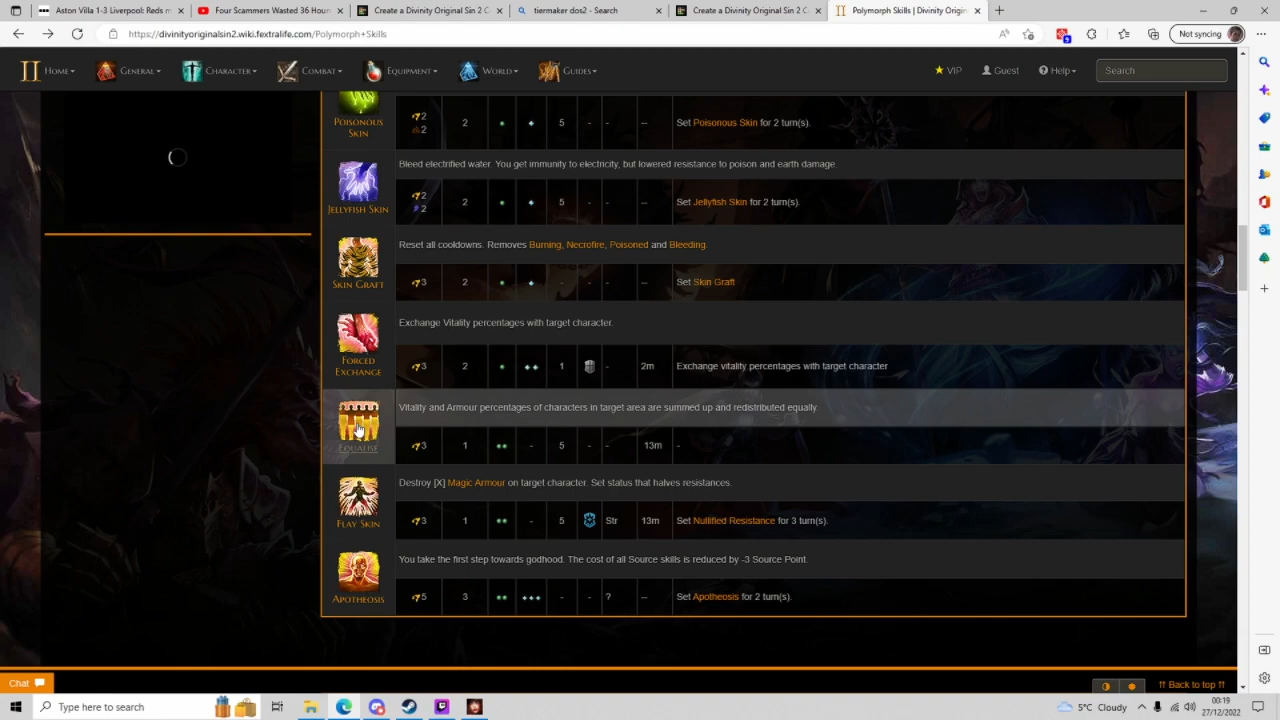 Aston Villa 1-3 Liverpool: Reds m
Four Scammers Wasted 36 Hour
Create a Divinity Original Sin 2 C
tiermaker dos2 - Search
Create a Divinity Original Sin 2 C
Polymorph Skills | Divinity Origin
https://divinityoriginalsin2.wiki.fextralife.com/Polymorph+Skills
Not syncing
Home
General
Character
Combat
Equipment
World
Guides
VIP
Guest
Help
Search
Poisonous Skin
2
2
2
5
-
-
--
Set Poisonous Skin for 2 turn(s).
Bleed electrified water. You get immunity to electricity, but lowered resistance to poison and earth damage.
Jellyfish Skin
2
2
2
5
-
-
--
Set Jellyfish Skin for 2 turn(s).
Reset all cooldowns. Removes Burning, Necrofire, Poisoned and Bleeding.
Skin Graft
3
2
-
-
-
--
Set Skin Graft
Exchange Vitality percentages with target character.
Forced Exchange
3
2
1
-
2m
Exchange vitality percentages with target character
Vitality and Armour percentages of characters in target area are summed up and redistributed equally.
Equalise
3
1
-
5
-
-
13m
-
Destroy [X] Magic Armour on target character. Set status that halves resistances.
Flay Skin
3
1
-
5
Str
13m
Set Nullified Resistance for 3 turn(s).
You take the first step towards godhood. The cost of all Source skills is reduced by -3 Source Point.
Apotheosis
5
3
-
-
?
--
Set Apotheosis for 2 turn(s).
Chat
⇈ Back to top ⇈
Type here to search
5°C Cloudy
00:19
27/12/2022